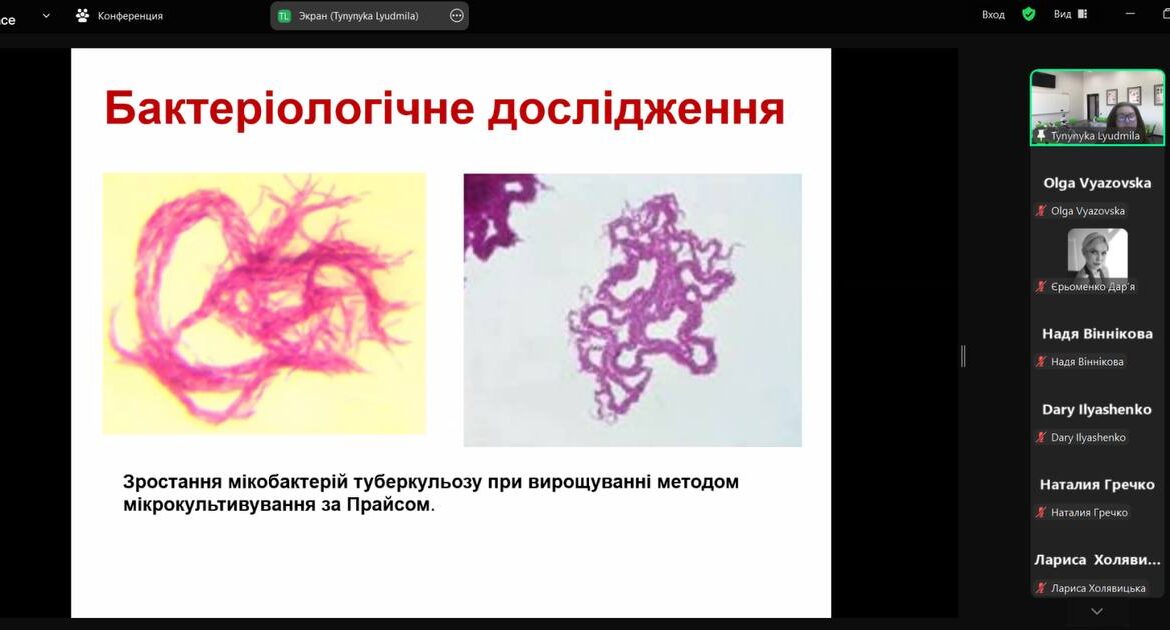 ce
Конференция
TL Экран (Tynynyka Lyudmila)
Вход
Вид
Бактеріологічне дослідження
Зростання мікобактерій туберкульозу при вирощуванні методом
мікрокультивування за Прайсом.
Tynynyka Lyudmila
Olga Vyazovska
Olga Vyazovska
Єрьоменко Дар'я
Надя Віннікова
Надя Віннікова
Dary Ilyashenko
Dary Ilyashenko
Наталия Гречко
Наталия Гречко
Лариса Холяви...
Лариса Холявицька